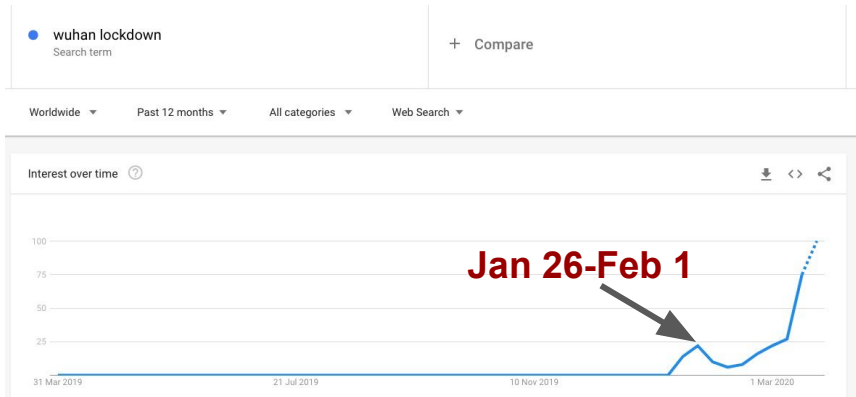 wuhan lockdown
Search term
+ Compare
Worldwide Past 12 months All categories Web Search
Interest over time ?
100
75
50
25
Jan 26-Feb 1
31 Mar 2019 21 Jul 2019 10 Nov 2019 1 Mar 2020